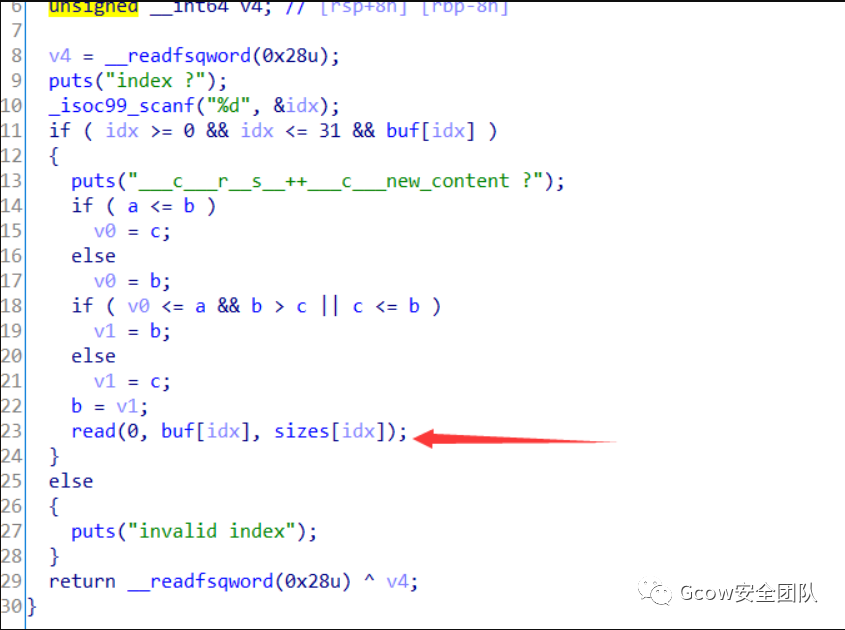 6 unsigned __int64 v4; // [rsp+8h] [rbp-8h]
7
8 v4 = __readfsqword(0x28u);
9 puts("index ?");
10 _isoc99_scanf("%d", &idx);
11 if ( idx >= 0 && idx <= 31 && buf[idx] )
12 {
13 puts("___c___r__s__++___c___new_content ?");
14 if ( a <= b )
15 v0 = c;
16 else
17 v0 = b;
18 if ( v0 <= a && b > c || c <= b )
19 v1 = b;
20 else
21 v1 = c;
22 b = v1;
23 read(0, buf[idx], sizes[idx]);
24 }
25 else
26 {
27 puts("invalid index");
28 }
29 return __readfsqword(0x28u) ^ v4;
30 }
Gcow安全团队